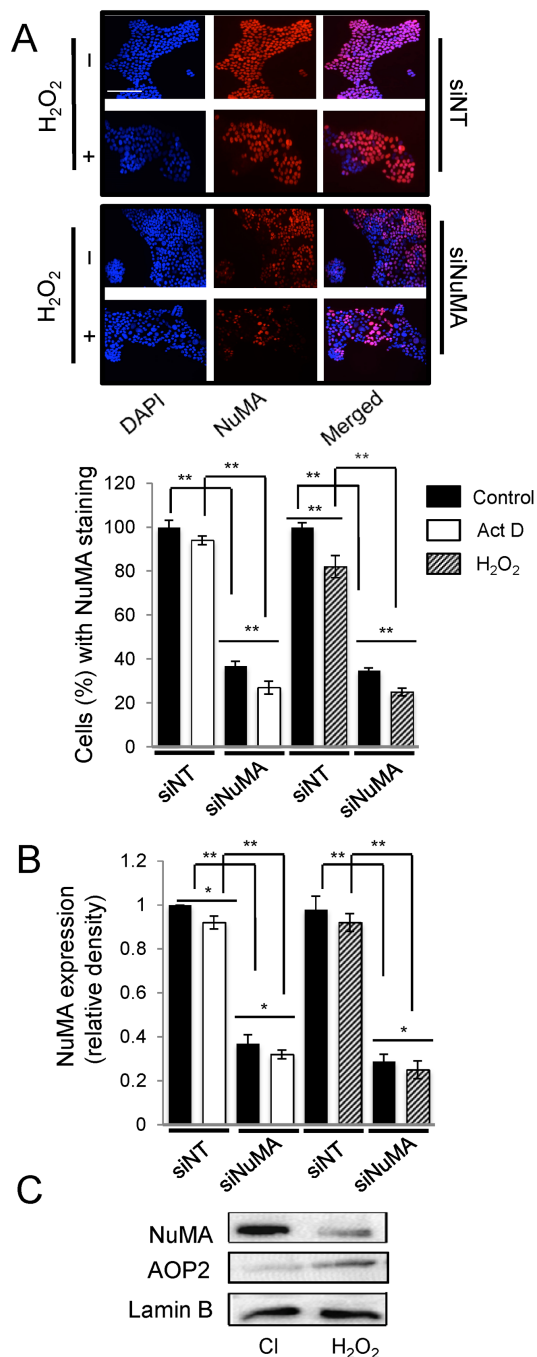 A
H2O2
–
+
siNT
H2O2
–
+
siNuMA
DAPI
NuMA
Merged
** ** ** **
** ** **
Control
Act D
H2O2
Cells (%) with NuMA staining
120
100
80
60
40
20
0
siNT
siNuMA
siNT
siNuMA
B
NuMA expression
(relative density)
1.2
1
0.8
0.6
0.4
0.2
0
** ** ** **
* * *
siNT
siNuMA
siNT
siNuMA
C
NuMA
AOP2
Lamin B
Cl
H2O2